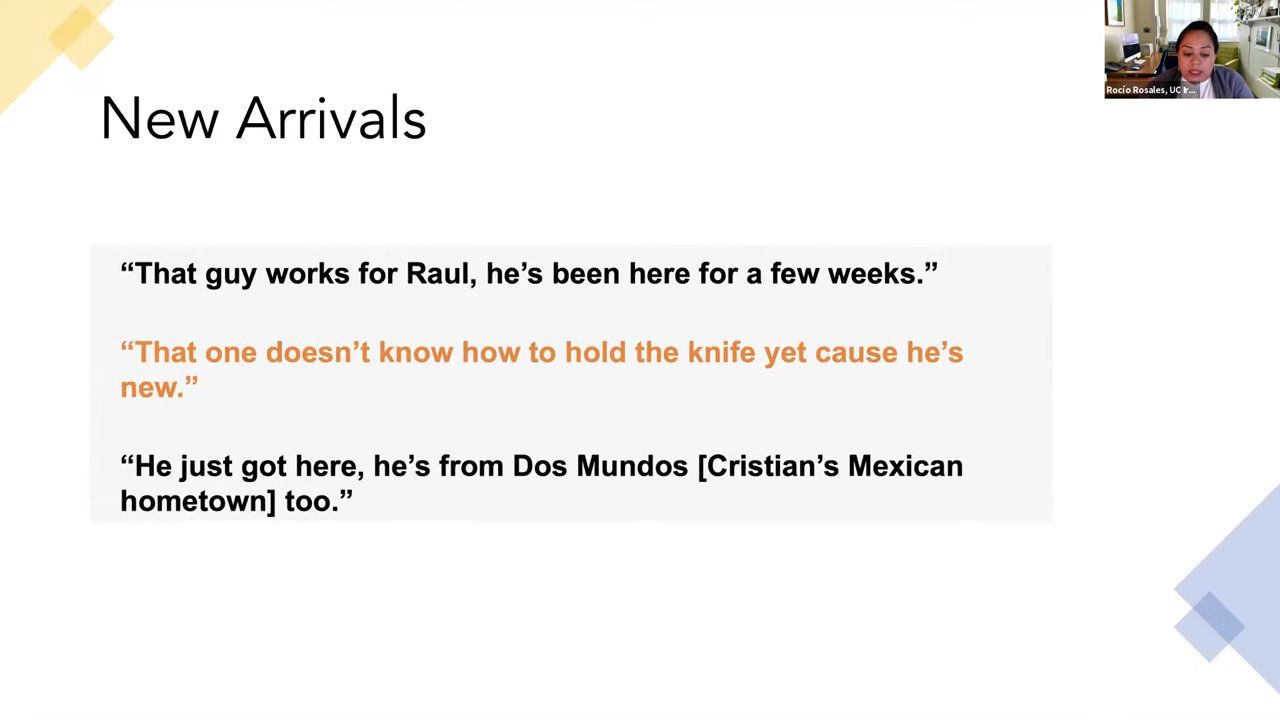 Rocío Rosales, UC Ir...
New Arrivals
“That guy works for Raul, he’s been here for a few weeks.”
“That one doesn’t know how to hold the knife yet cause he’s
new.”
“He just got here, he’s from Dos Mundos [Cristian’s Mexican
hometown] too.”